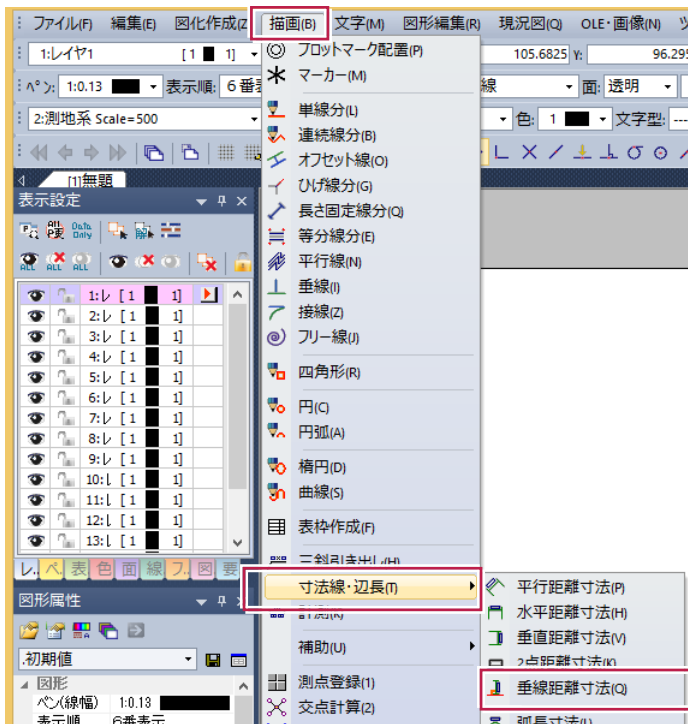 ファイル(F) 編集(E) 図化作成(Z 描画(B) 文字(M) 図形編集(R) 現況図(Q) OLE・画像(N) ツ
1:レイヤ1 [1 1]
105.6825 Y: 96.295
ペン: 1:0.13 表示順: 6番 線 面: 透明
2:測地系 Scale=500 色: 1 文字型:
[1]無題
表示設定
1:レ [1 1]
2:レ [1 1]
3:レ [1 1]
4:レ [1 1]
5:レ [1 1]
6:レ [1 1]
7:レ [1 1]
8:レ [1 1]
9:レ [1 1]
10:l [1 1]
11:l [1 1]
12:l [1 1]
13:l [1 1]
レ.. ペ. 表 色 面 線 フ.. 図 要
図形属性
.初期値
図形
ペン(線幅) 1:0.13
表示順 6番表示
プロットマーク配置(P)
マーカー(M)
単線分(L)
連続線分(B)
オフセット線(O)
ひげ線分(G)
長さ固定線分(Q)
等分線分(E)
平行線(N)
垂線(I)
接線(Z)
フリー線(J)
四角形(R)
円(C)
円弧(A)
楕円(D)
曲線(S)
表枠作成(F)
三斜引き出し(H)
寸法線・辺長(T)
計測(K)
補助(U)
測点登録(1)
交点計算(2)
平行距離寸法(P)
水平距離寸法(H)
垂直距離寸法(V)
2点距離寸法(K)
垂線距離寸法(Q)
弧長寸法(L)